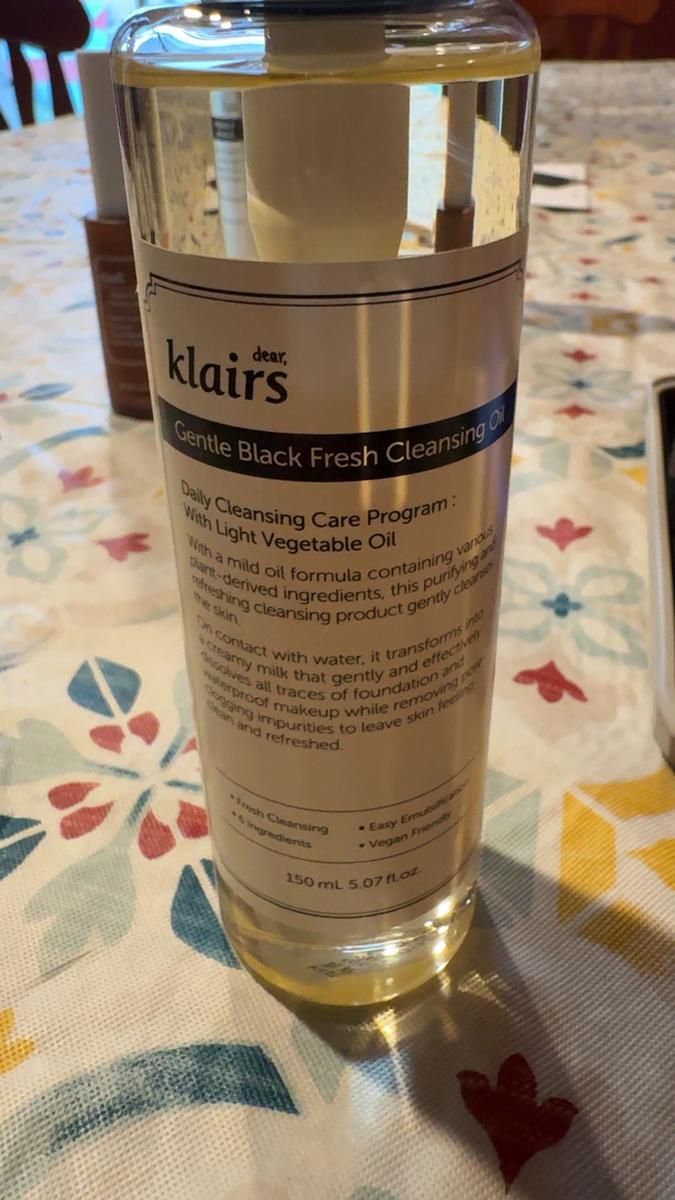 dear,
klairs
Gentle Black Fresh Cleansing Oil
Daily Cleansing Care Program :
With Light Vegetable Oil
With a mild oil formula containing various
plant-derived ingredients, this purifying and
refreshing cleansing product gently cleanses
the skin.
On contact with water, it transforms into
a creamy milk that gently and effectively
dissolves all traces of foundation and
waterproof makeup while removing pore
clogging impurities to leave skin feeling
clean and refreshed.
• Fresh Cleansing
• Easy Emulsification
• 6 Ingredients
• Vegan Friendly
150 mL 5.07 fl.oz.